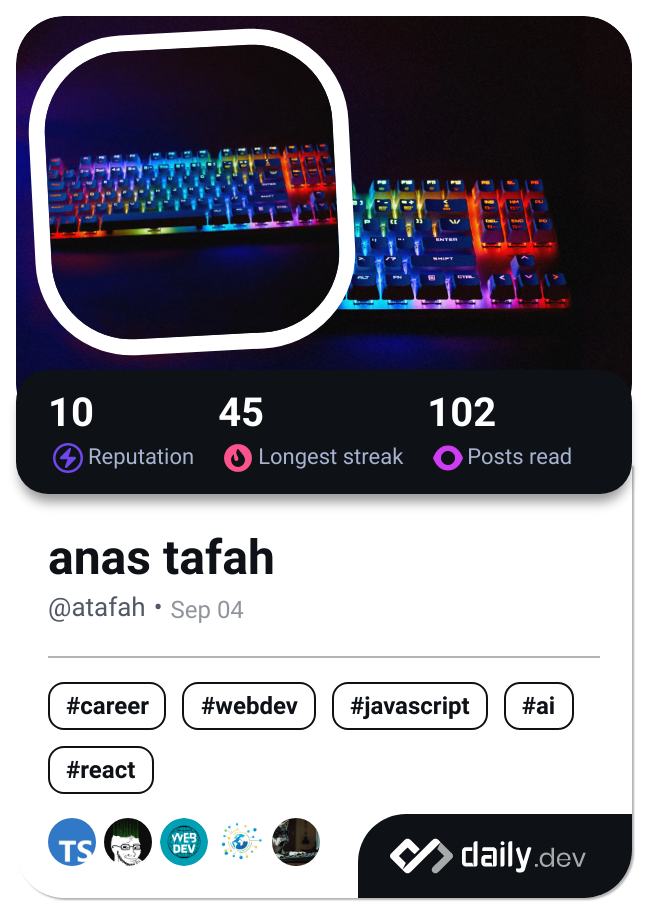 10 45 102
Reputation Longest streak Posts read
anas tafah
@atafah • Sep 04
#career #webdev #javascript #ai
#react
TS WEB DEV
daily.dev